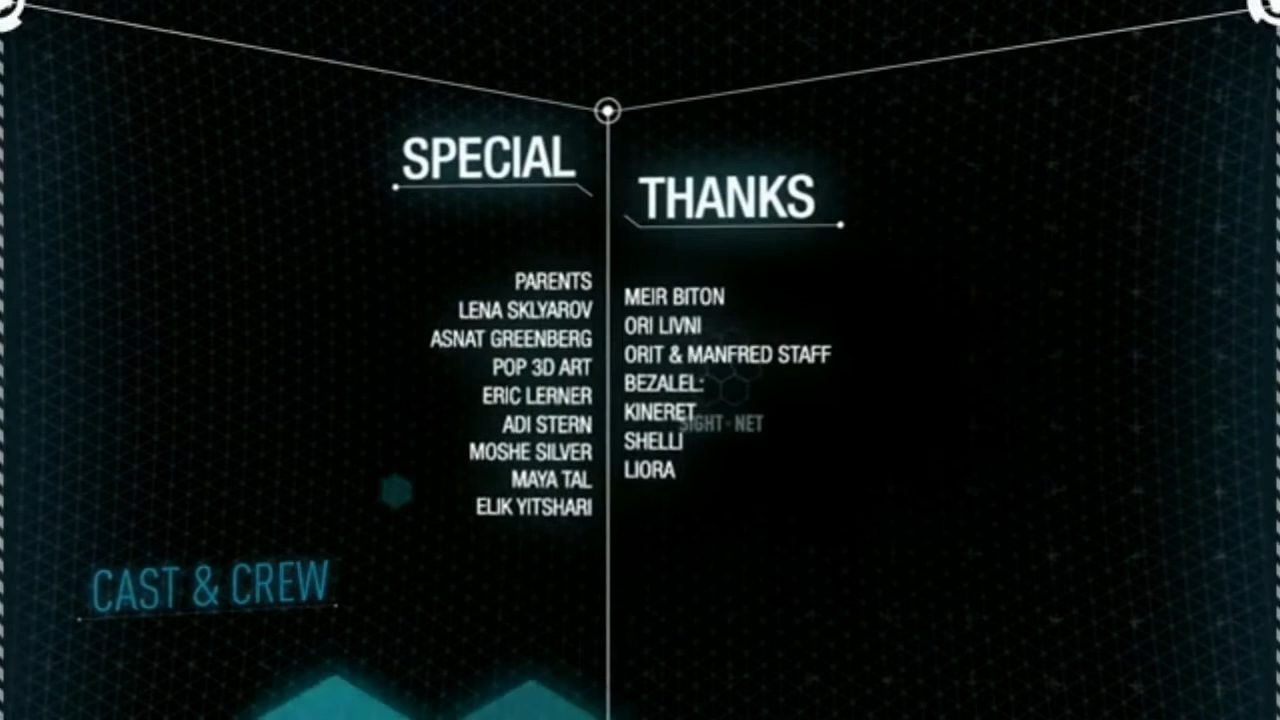 SPECIAL
THANKS
PARENTS
LENA SKLYAROV
ASNAT GREENBERG
POP 3D ART
ERIC LERNER
ADI STERN
MOSHE SILVER
MAYA TAL
ELIK YITSHARI
MEIR BITON
ORI LIVNI
ORIT & MANFRED STAFF
BEZALEL:
KINERET
SHELLI
LIORA
SIGHT·NET
CAST & CREW